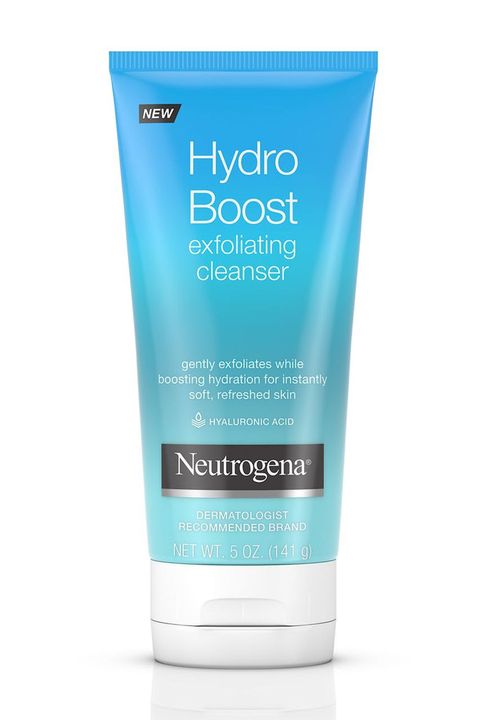 NEW
Hydro
Boost
exfoliating
cleanser
gently exfoliates while
boosting hydration for instantly
soft, refreshed skin
HYALURONIC ACID
Neutrogena®
DERMATOLOGIST
RECOMMENDED BRAND
NET WT. 5 OZ. (141 g)